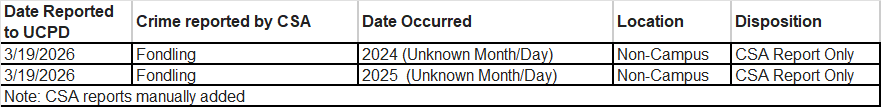 Date Reported to UCPD Crime reported by CSA Date Occurred Location Disposition
3/19/2026 Fondling 2024 (Unknown Month/Day) Non-Campus CSA Report Only
3/19/2026 Fondling 2025  (Unknown Month/Day) Non-Campus CSA Report Only
Note: CSA reports manually added